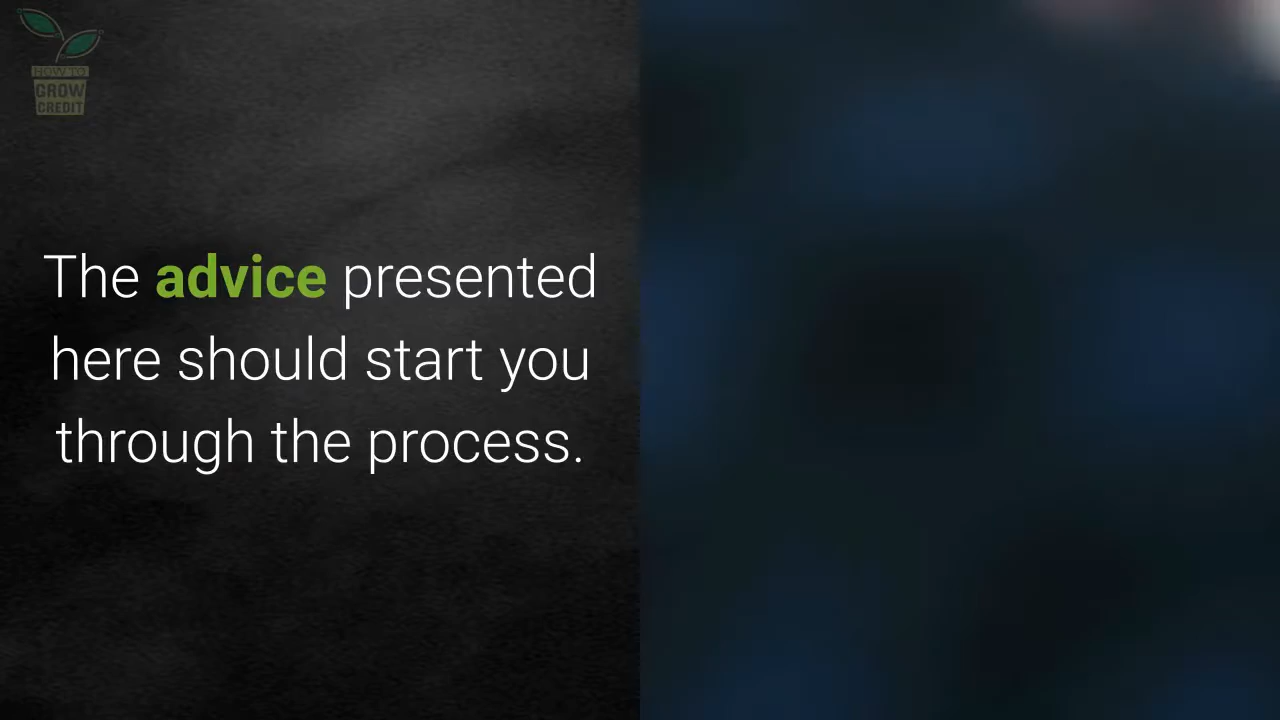 HOW TO
GROW
CREDIT
The advice presented
here should start you
through the process.